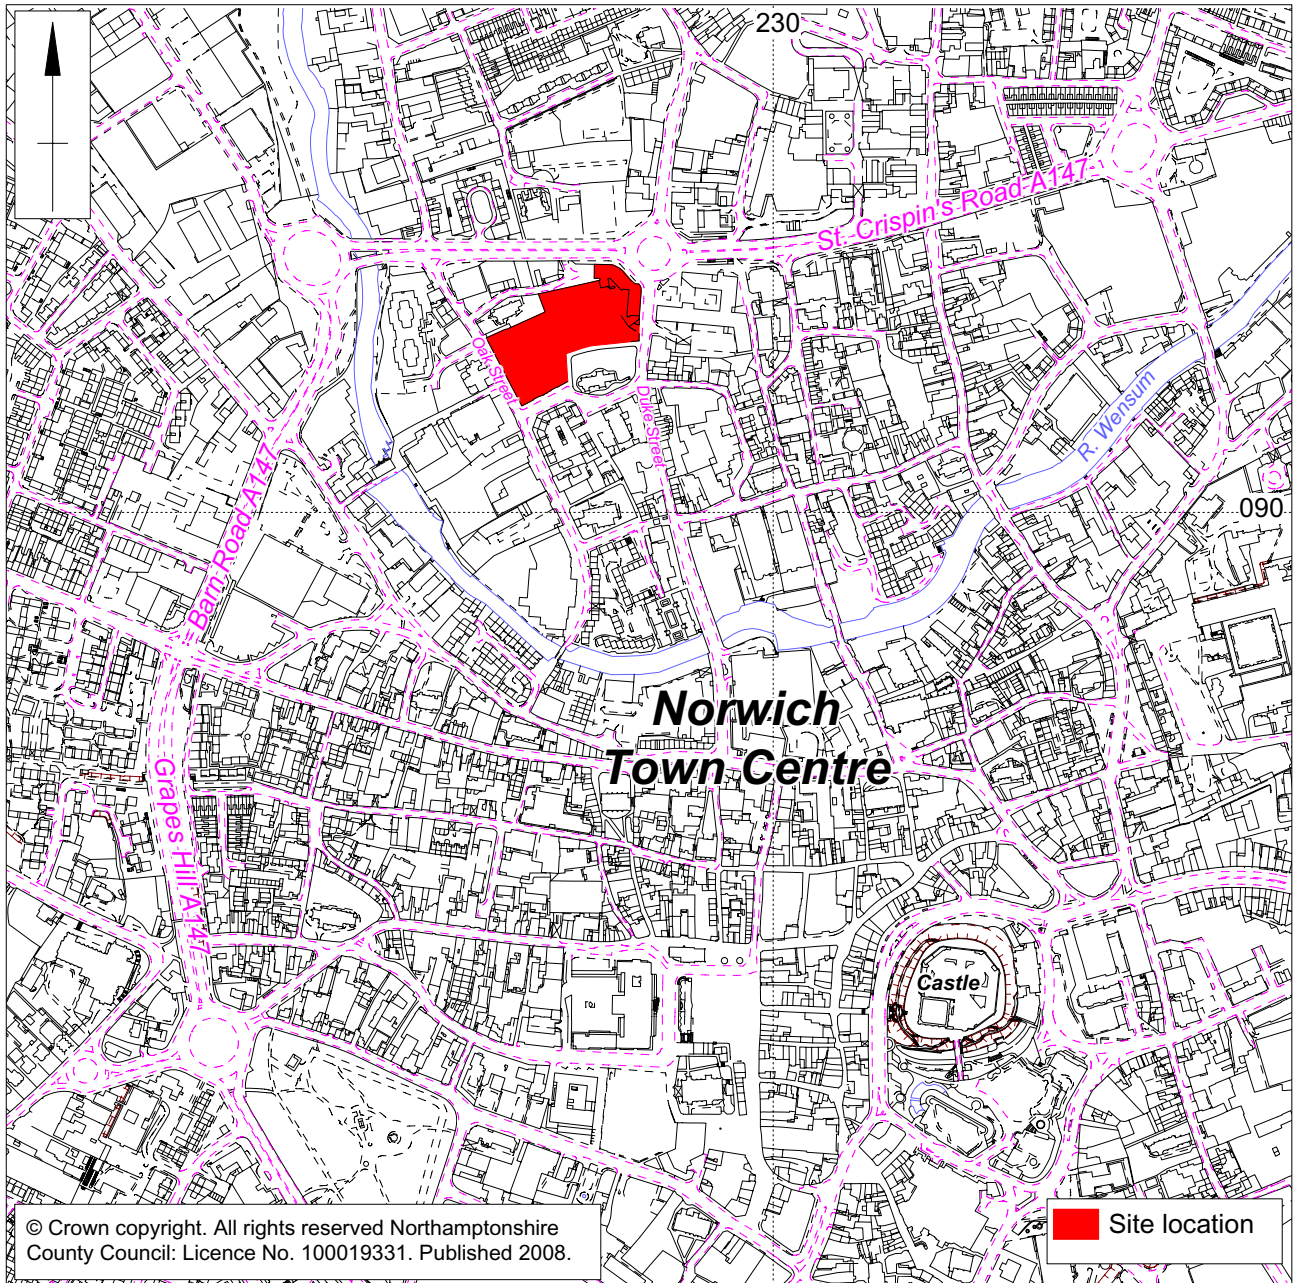 230
St. Crispin's Road A147
Oak Street
Duke Street
R. Wensum
Barn Road A147
090
Norwich
Town Centre
Grapes Hill A147
Castle
© Crown copyright. All rights reserved Northamptonshire
County Council: Licence No. 100019331. Published 2008.
Site location